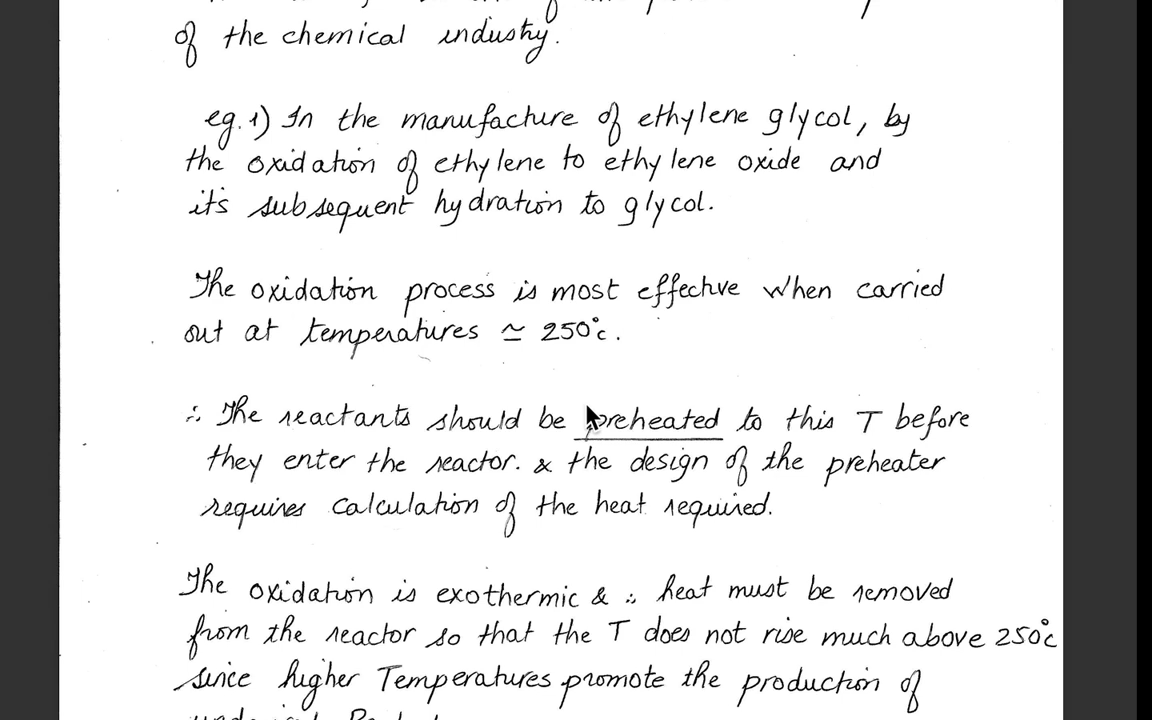 of the chemical industry.
eg. 1) In the manufacture of ethylene glycol, by
the oxidation of ethylene to ethylene oxide and
it's subsequent hydration to glycol.
The oxidation process is most effective when carried
out at temperatures ≃ 250°c.
∴ The reactants should be preheated to this T before
they enter the reactor. & the design of the preheater
requires calculation of the heat required.
The oxidation is exothermic & ∴ heat must be removed
from the reactor so that the T does not rise much above 250°c
since higher Temperatures promote the production of